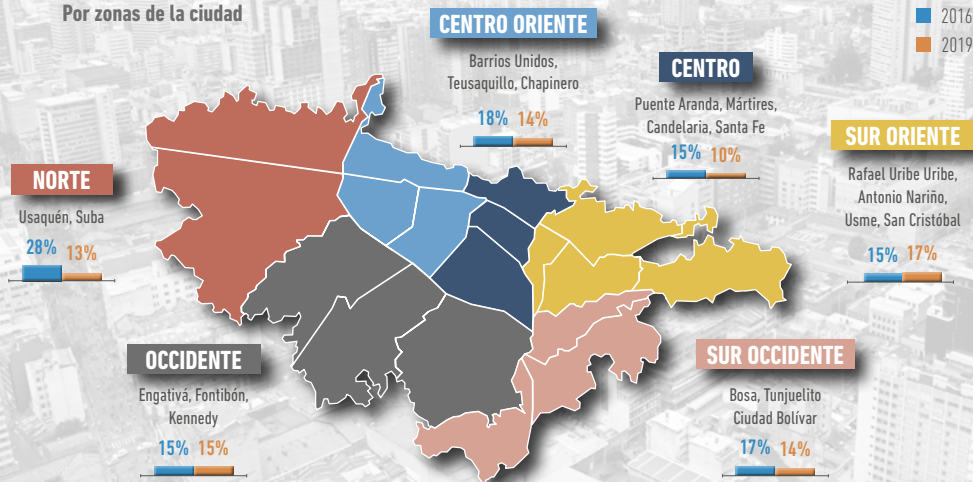 Por zonas de la ciudad
2016
2019
CENTRO ORIENTE
Barrios Unidos,
Teusaquillo, Chapinero
18% 14%
CENTRO
Puente Aranda, Mártires,
Candelaria, Santa Fe
15% 10%
SUR ORIENTE
Rafael Uribe Uribe,
Antonio Nariño,
Usme, San Cristóbal
15% 17%
NORTE
Usaquén, Suba
28% 13%
OCCIDENTE
Engativá, Fontibón,
Kennedy
15% 15%
SUR OCCIDENTE
Bosa, Tunjuelito
Ciudad Bolívar
17% 14%